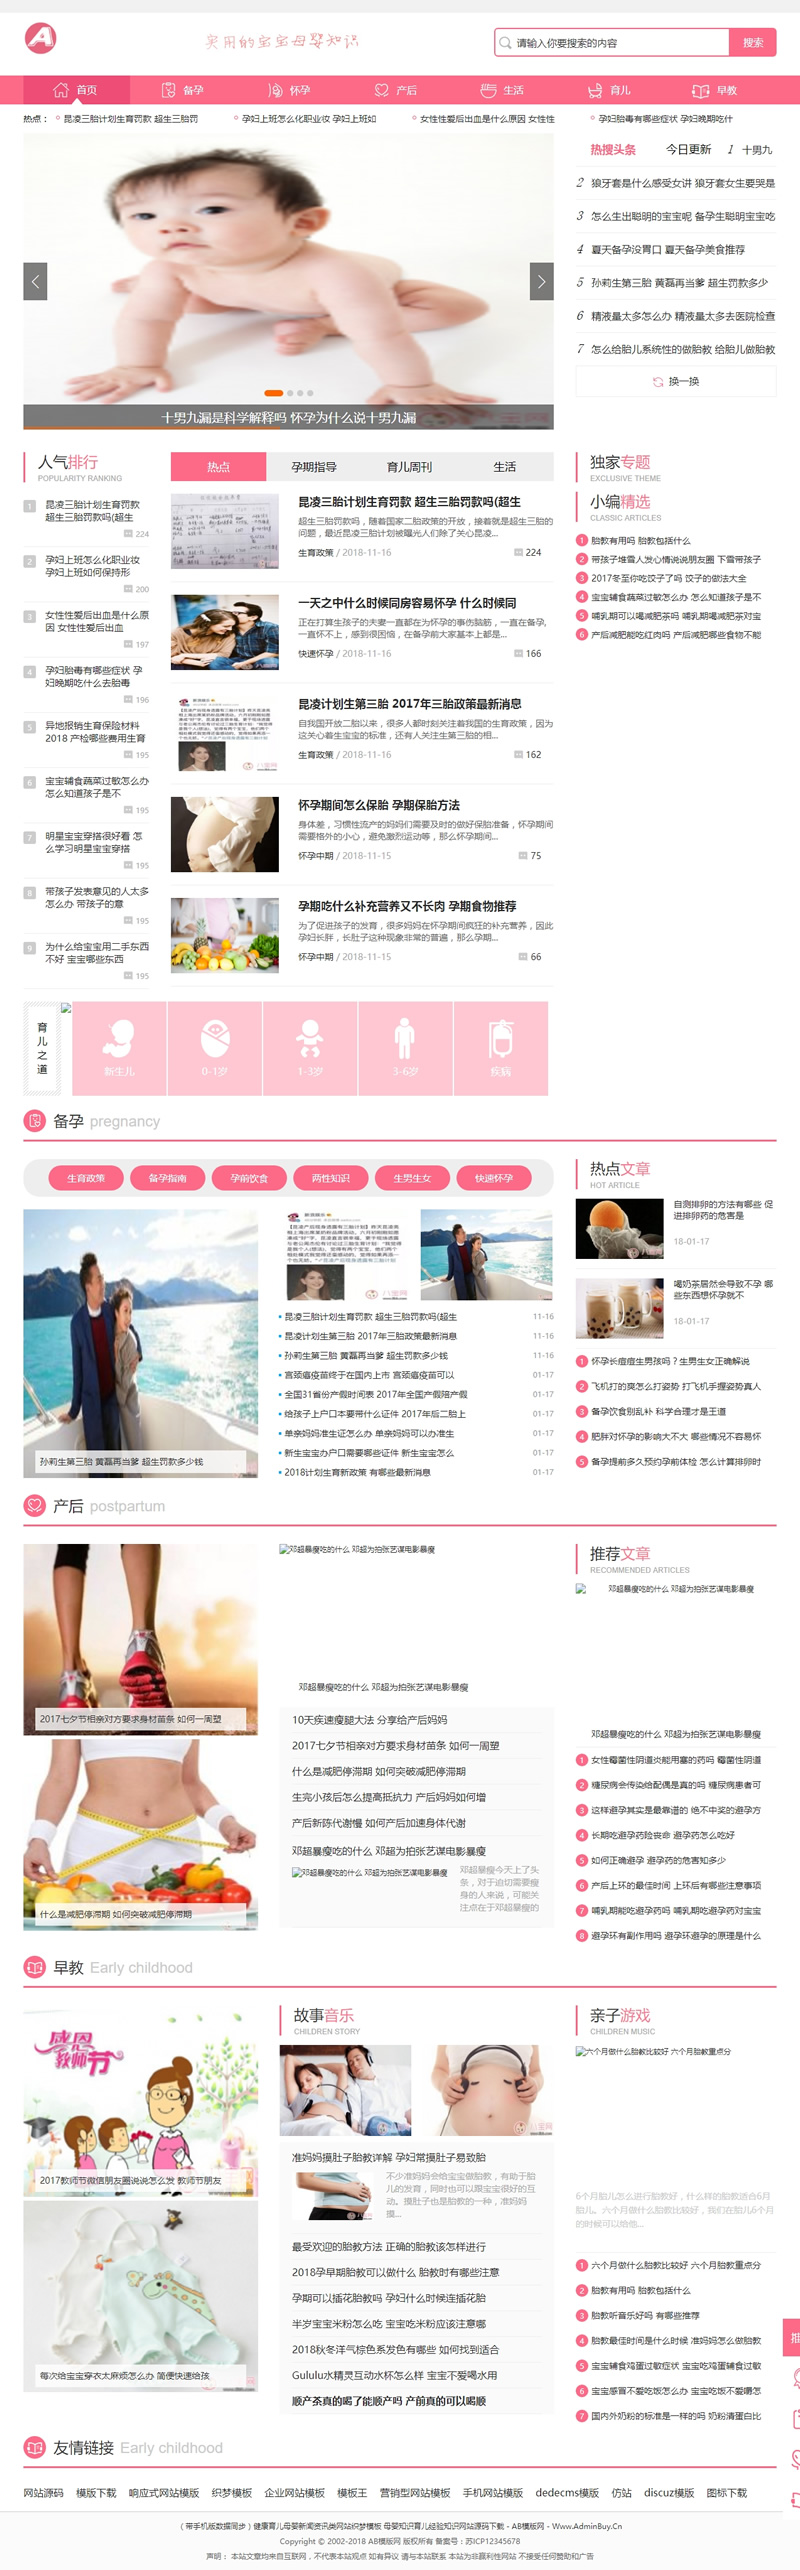 A
实用的宝宝母婴知识
请输入你要搜索的内容
搜索
首页 备孕 怀孕 产后 生活 育儿 早教
热点： 昆凌三胎计划生育罚款 超生三胎罚 孕妇上班怎么化职业妆 孕妇上班如 女性性爱后出血是什么原因 女性性 孕妇胎毒有哪些症状 孕妇晚期吃什
十男九漏是科学解释吗 怀孕为什么说十男九漏
热搜头条 今日更新 1 十男九
2 狼牙套是什么感受女讲 狼牙套女生要哭是
3 怎么生出聪明的宝宝呢 备孕生聪明宝宝吃
4 夏天备孕没胃口 夏天备孕美食推荐
5 孙莉生第三胎 黄磊再当爹 超生罚款多少
6 精液量太多怎么办 精液量太多去医院检查
7 怎么给胎儿系统性的做胎教 给胎儿做胎教
换一换
人气排行
POPULARITY RANKING
1 昆凌三胎计划生育罚款
超生三胎罚款吗(超生
224
2 孕妇上班怎么化职业妆
孕妇上班如何保持形
200
3 女性性爱后出血是什么原
因 女性性爱后出血
197
4 孕妇胎毒有哪些症状 孕
妇晚期吃什么去胎毒
196
5 异地报销生育保险材料
2018 产检哪些费用生育
195
6 宝宝辅食蔬菜过敏怎么办
怎么知道孩子是不
195
7 明星宝宝穿搭很好看 怎
么学习明星宝宝穿搭
195
8 带孩子发表意见的人太多
怎么办 带孩子的意
195
9 为什么给宝宝用二手东西
不好 宝宝哪些东西
195
热点 孕期指导 育儿周刊 生活
昆凌三胎计划生育罚款 超生三胎罚款吗(超生
超生三胎罚款吗，随着国家二胎政策的开放，接着就是超生三胎的
问题，最近昆凌三胎计划被曝光人们除了关心昆凌...
生育政策 / 2018-11-16 224
一天之中什么时候同房容易怀孕 什么时候同
正在打算生孩子的夫妻一直都在为怀孕的事伤脑筋，一直在备孕,
一直怀不上，感到很困恼，在备孕前大家基本上都是...
快速怀孕 / 2018-11-16 166
昆凌计划生第三胎 2017年三胎政策最新消息
自我国开放二胎以来，很多人都时刻关注着我国的生育政策，因为
这关心着生宝宝的标准，还有人关注生第三胎的相...
生育政策 / 2018-11-16 162
怀孕期间怎么保胎 孕期保胎方法
身体差，习惯性流产的妈妈们需要及时的做好保胎准备，怀孕期间
需要格外的小心，避免激烈运动等，那么怀孕期间...
怀孕中期 / 2018-11-15 75
孕期吃什么补充营养又不长肉 孕期食物推荐
为了促进孩子的发育，很多妈妈在怀孕期间疯狂的补充营养，因此
孕妇长胖，长肚子这种现象非常的普遍，那么孕期...
怀孕中期 / 2018-11-15 66
独家专题
EXCLUSIVE THEME
小编精选
CLASSIC ARTICLES
1 胎教有用吗 胎教包括什么
2 带孩子堆雪人发心情说说朋友圈 下雪带孩子
3 2017冬至你吃饺子了吗 饺子的做法大全
4 宝宝辅食蔬菜过敏怎么办 怎么知道孩子是不
5 哺乳期可以喝减肥茶吗 哺乳期喝减肥茶对宝
6 产后减肥能吃红肉吗 产后减肥哪些食物不能
育儿之道
新生儿 0-1岁 1-3岁 3-6岁 疾病
备孕 pregnancy
生育政策 备孕指南 孕前饮食 两性知识 生男生女 快速怀孕
孙莉生第三胎 黄磊再当爹 超生罚款多少钱
昆凌三胎计划生育罚款 超生三胎罚款吗(超生 11-16
昆凌计划生第三胎 2017年三胎政策最新消息 11-16
孙莉生第三胎 黄磊再当爹 超生罚款多少钱 11-16
宫颈癌疫苗终于在国内上市 宫颈癌疫苗可以 01-17
全国31省份产假时间表 2017年全国产假陪产假 01-17
给孩子上户口本要带什么证件 2017年后二胎上 01-17
单亲妈妈准生证怎么办 单亲妈妈可以办准生 01-17
新生宝宝办户口需要哪些证件 新生宝宝怎么 01-17
2018计划生育新政策 有哪些最新消息 01-17
热点文章
HOT ARTICLE
自测排卵的方法有哪些 促
进排卵药的危害是
18-01-17
喝奶茶居然会导致不孕 哪
些东西想怀孕就不
18-01-17
1 怀孕长痘痘生男孩吗？生男生女正确解说
2 飞机打的爽怎么打姿势 打飞机手握姿势真人
3 备孕饮食别乱补 科学合理才是王道
4 肥胖对怀孕的影响大不大 哪些情况不容易怀
5 备孕提前多久预约孕前体检 怎么计算排卵时
产后 postpartum
2017七夕节相亲对方要求身材苗条 如何一周塑
什么是减肥停滞期 如何突破减肥停滞期
邓超暴瘦吃的什么 邓超为拍张艺谋电影暴瘦
邓超暴瘦吃的什么 邓超为拍张艺谋电影暴瘦
10天疾速瘦腿大法 分享给产后妈妈
2017七夕节相亲对方要求身材苗条 如何一周塑
什么是减肥停滞期 如何突破减肥停滞期
生完小孩后怎么提高抵抗力 产后妈妈如何增
产后新陈代谢慢 如何产后加速身体代谢
邓超暴瘦吃的什么 邓超为拍张艺谋电影暴瘦
邓超暴瘦吃的什么 邓超为拍张艺谋电影暴瘦
邓超暴瘦今天上了头
条，对于迫切需要瘦
身的人来说，可能关
注点在于邓超暴瘦的
推荐文章
RECOMMENDED ARTICLES
邓超暴瘦吃的什么 邓超为拍张艺谋电影暴瘦
邓超暴瘦吃的什么 邓超为拍张艺谋电影暴瘦
1 女性霉菌性阴道炎能用塞的药吗 霉菌性阴道
2 糖尿病会传染给配偶是真的吗 糖尿病患者可
3 这样避孕其实是最靠谱的 绝不中奖的避孕方
4 长期吃避孕药险丧命 避孕药怎么吃好
5 如何正确避孕 避孕药的危害知多少
6 产后上环的最佳时间 上环后有哪些注意事项
7 哺乳期能吃避孕药吗 哺乳期吃避孕药对宝宝
8 避孕环有副作用吗 避孕环避孕的原理是什么
早教 Early childhood
感恩教师节
2017教师节微信朋友圈说说怎么发 教师节朋友
每次给宝宝穿衣太麻烦怎么办 简便快速给孩
故事音乐
CHILDREN STORY
准妈妈摸肚子胎教详解 孕妇常摸肚子易致胎
不少准妈妈会给宝宝做胎教，有助于胎
儿的发育，同时也可以跟宝宝很好的互
动。摸肚子也是胎教的一种，准妈妈
摸...
最受欢迎的胎教方法 正确的胎教该怎样进行
2018孕早期胎教可以做什么 胎教时有哪些注意
孕期可以插花胎教吗 孕妇什么时候连插花胎
半岁宝宝米粉怎么吃 宝宝吃米粉应该注意哪
2018秋冬洋气棕色系发色有哪些 如何找到适合
Gululu水精灵互动水杯怎么样 宝宝不爱喝水用
顺产茶真的喝了能顺产吗 产前真的可以喝顺
亲子游戏
CHILDREN MUSIC
六个月做什么胎教比较好 六个月胎教重点分
6个月胎儿怎么进行胎教好，什么样的胎教适合6月
胎儿。六个月做什么胎教比较好，我们在胎儿6个月
的时候可以给他...
1 六个月做什么胎教比较好 六个月胎教重点分
2 胎教有用吗 胎教包括什么
3 胎教听音乐好吗 有哪些推荐
4 胎教最佳时间是什么时候 准妈妈怎么做胎教
5 宝宝辅食鸡蛋过敏症状 宝宝吃鸡蛋辅食过敏
6 宝宝感冒不爱吃饭怎么办 宝宝吃饭不爱嚼怎
7 国内外奶粉的标准是一样的吗 奶粉清蛋白比
友情链接 Early childhood
网站源码 模版下载 响应式网站模版 织梦模板 企业网站模板 模板王 营销型网站模板 手机网站模版 dedecms模版 仿站 discuz模版 图标下载
（带手机版数据同步）健康育儿母婴新闻资讯类网站织梦模板 母婴知识育儿经验知识网站源码下载 - AB模版网 - Www.AdminBuy.Cn
Copyright © 2002-2018 AB模版网 版权所有 备案号：苏ICP12345678
声明： 本站文章均来自互联网，不代表本站观点 如有异议 请与本站联系 本站为非赢利性网站 不接受任何赞助和广告